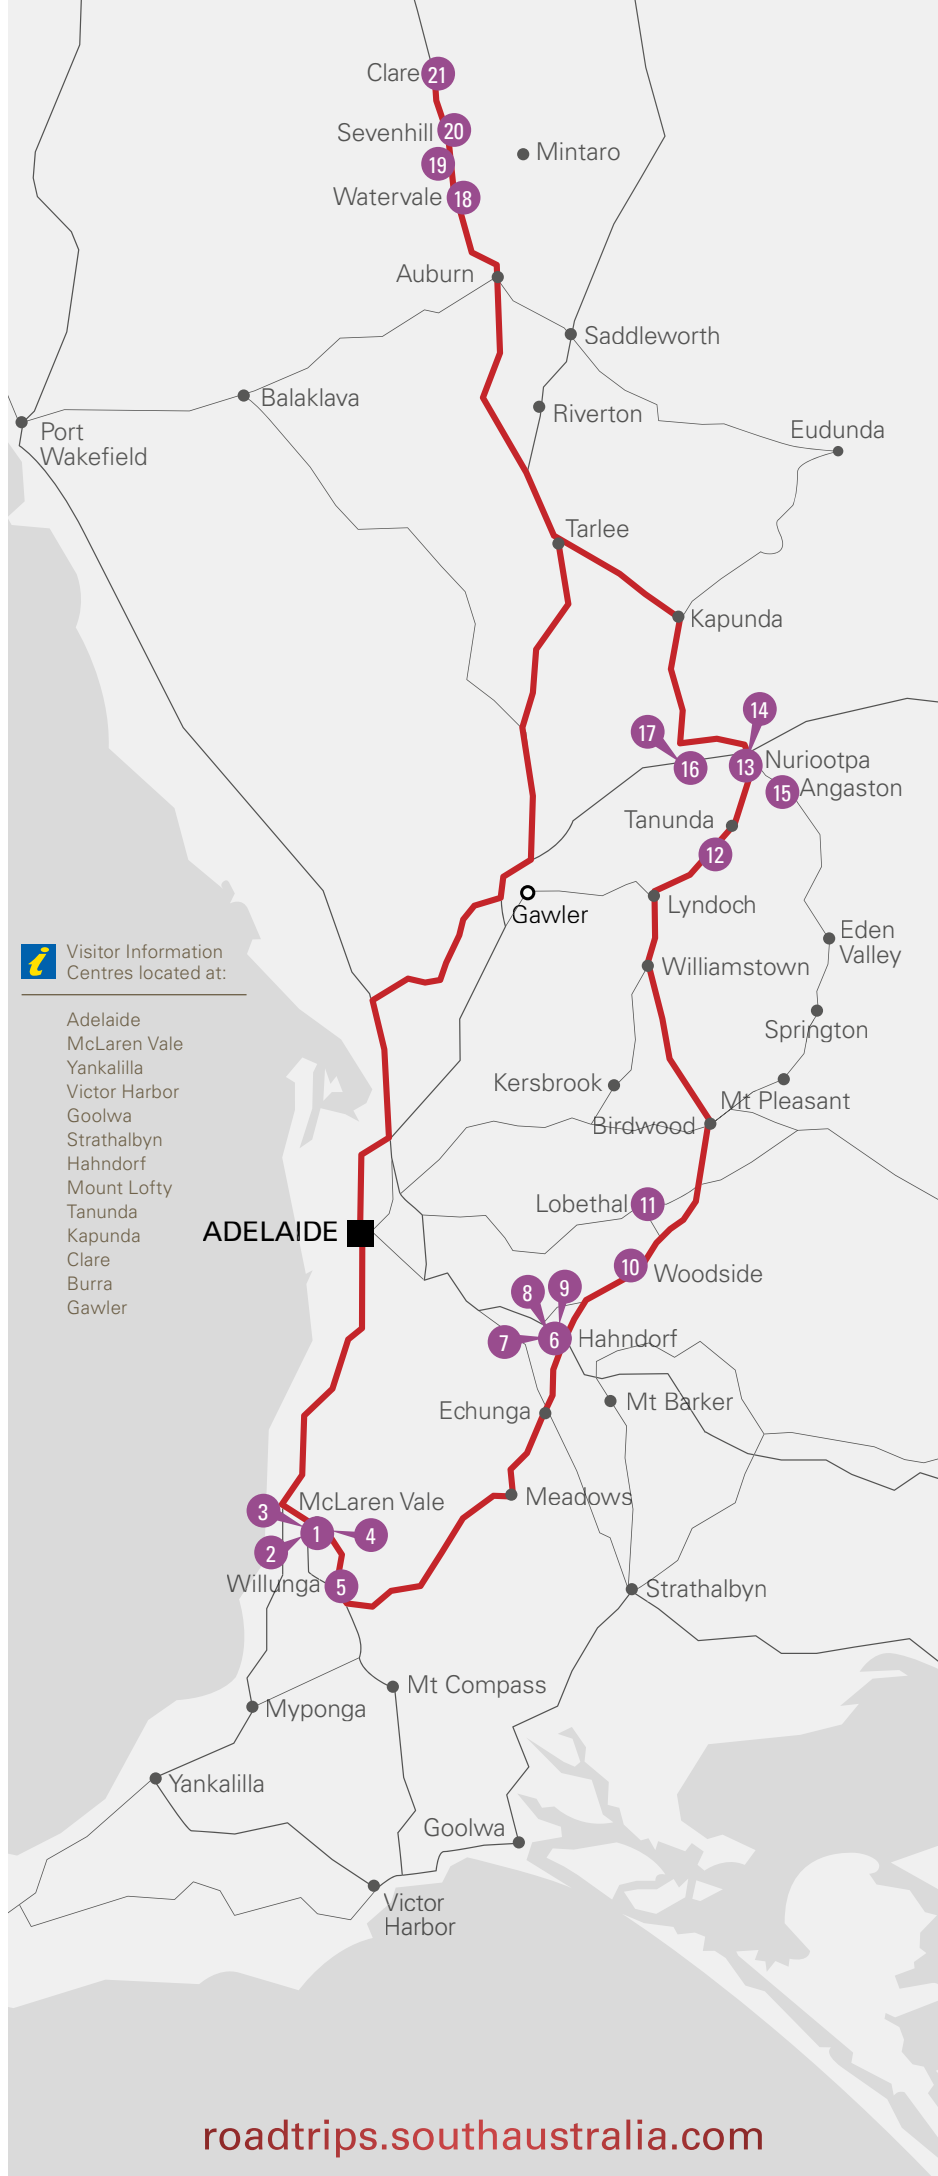 Clare 21
Sevenhill 20
Mintaro
19
Watervale 18
Auburn
Saddleworth
Balaklava
Riverton
Port
Wakefield
Eudunda
Tarlee
Kapunda
14
17
16
13 Nuriootpa
15 Angaston
Tanunda
12
Gawler
Lyndoch
Eden
Valley
Williamstown
Springton
Kersbrook
Mt Pleasant
Birdwood
Lobethal 11
ADELAIDE
10 Woodside
8
9
7
6 Hahndorf
Mt Barker
Echunga
Meadows
McLaren Vale
3
1
4
2
Willunga 5
Strathalbyn
Mt Compass
Myponga
Yankalilla
Goolwa
Victor
Harbor
i
Visitor Information
Centres located at:
Adelaide
McLaren Vale
Yankalilla
Victor Harbor
Goolwa
Strathalbyn
Hahndorf
Mount Lofty
Tanunda
Kapunda
Clare
Burra
Gawler
roadtrips.southaustralia.com